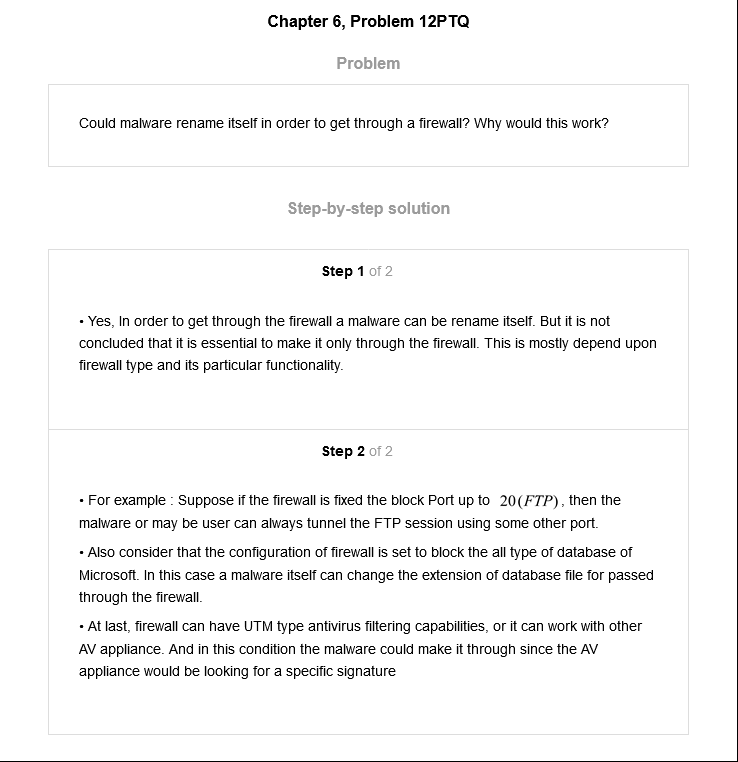 Chapter 6, Problem 12PTQ
Problem
Could malware rename itself in order to get through a firewall? Why would this work?
Step-by-step solution
Step 1 of 2
• Yes, In order to get through the firewall a malware can be rename itself. But it is not
concluded that it is essential to make it only through the firewall. This is mostly depend upon
firewall type and its particular functionality.
Step 2 of 2
• For example : Suppose if the firewall is fixed the block Port up to 20(FTP), then the
malware or may be user can always tunnel the FTP session using some other port.
• Also consider that the configuration of firewall is set to block the all type of database of
Microsoft. In this case a malware itself can change the extension of database file for passed
through the firewall.
• At last, firewall can have UTM type antivirus filtering capabilities, or it can work with other
AV appliance. And in this condition the malware could make it through since the AV
appliance would be looking for a specific signature